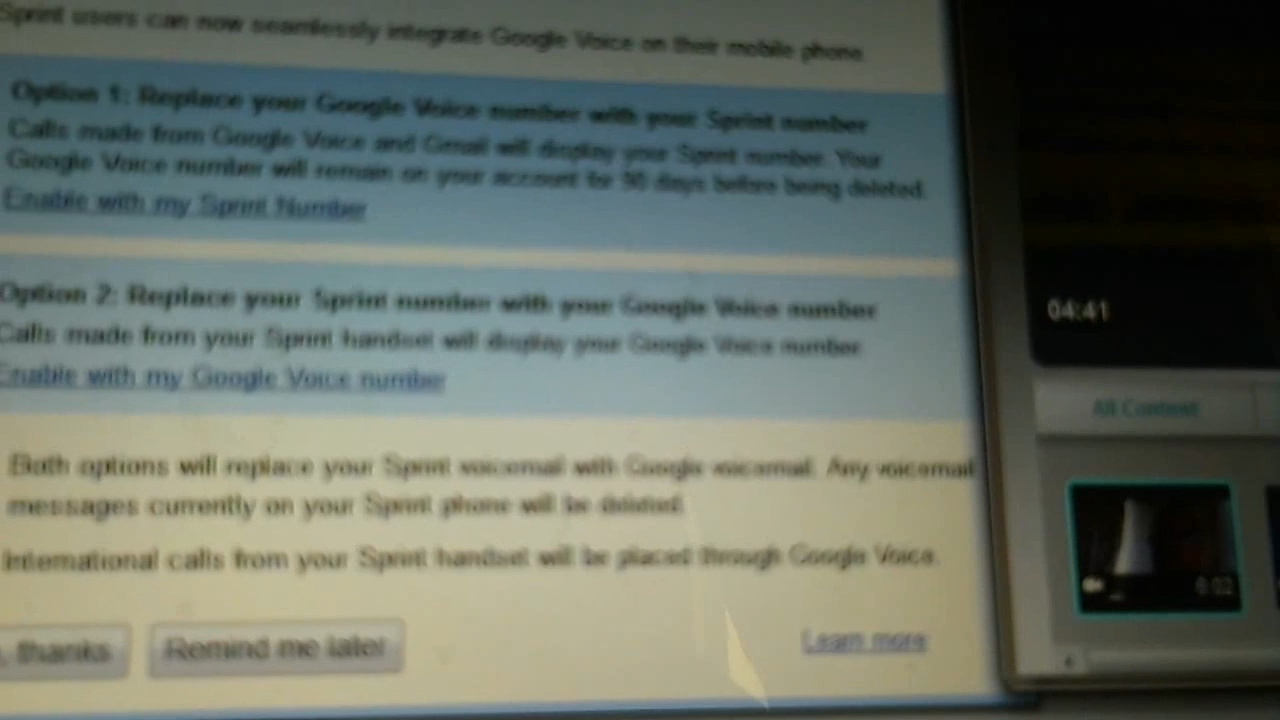 Sprint users can now seamlessly integrate Google Voice on their mobile phone.
Option 1: Replace your Google Voice number with your Sprint number
Calls made from Google Voice and Gmail will display your Sprint number. Your
Google Voice number will remain on your account for 90 days before being deleted.
Enable with my Sprint Number
Option 2: Replace your Sprint number with your Google Voice number
Calls made from your Sprint handset will display your Google Voice number.
Enable with my Google Voice number
Both options will replace your Sprint voicemail with Google voicemail. Any voicemail
messages currently on your Sprint phone will be deleted.
International calls from your Sprint handset will be placed through Google Voice.
, thanks
Remind me later
Learn more
04:41
All Content
0:02